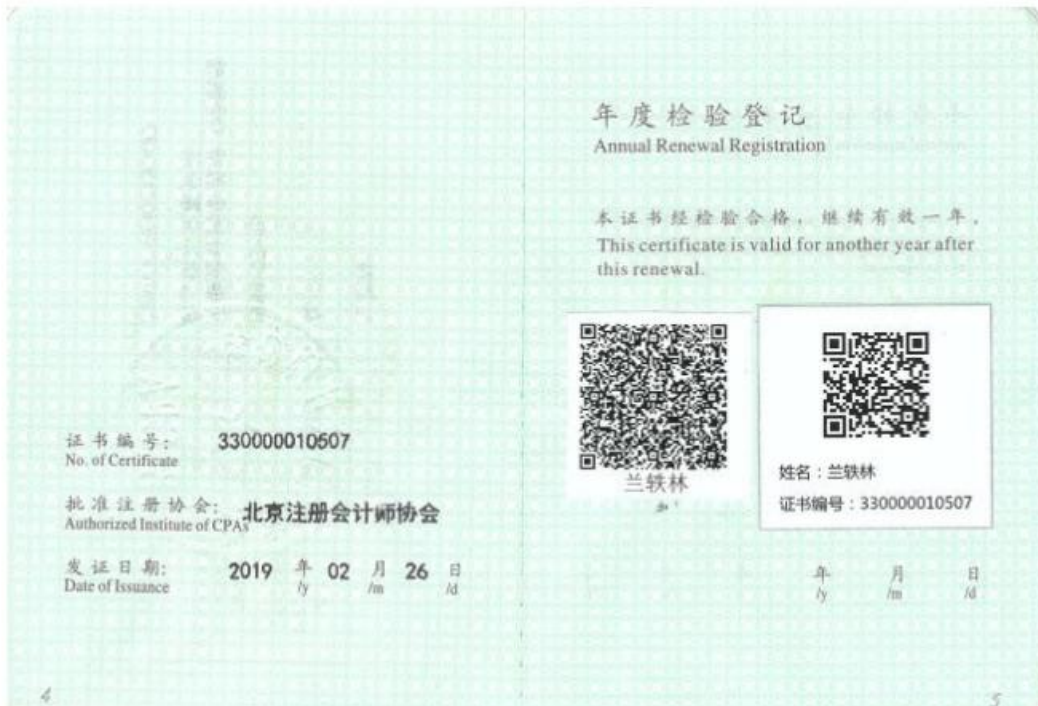 证书编号: 330000010507
No. of Certificate
批准注册协会: 北京注册会计师协会
Authorized Institute of CPAs
发证日期: 2019 年 02 月 26 日
Date of Issuance /y /m /d
4
年度检验登记
Annual Renewal Registration
本证书经检验合格，继续有效一年。
This certificate is valid for another year after
this renewal.
兰轶林
姓名：兰轶林
证书编号：330000010507
年 月 日
/y /m /d
5